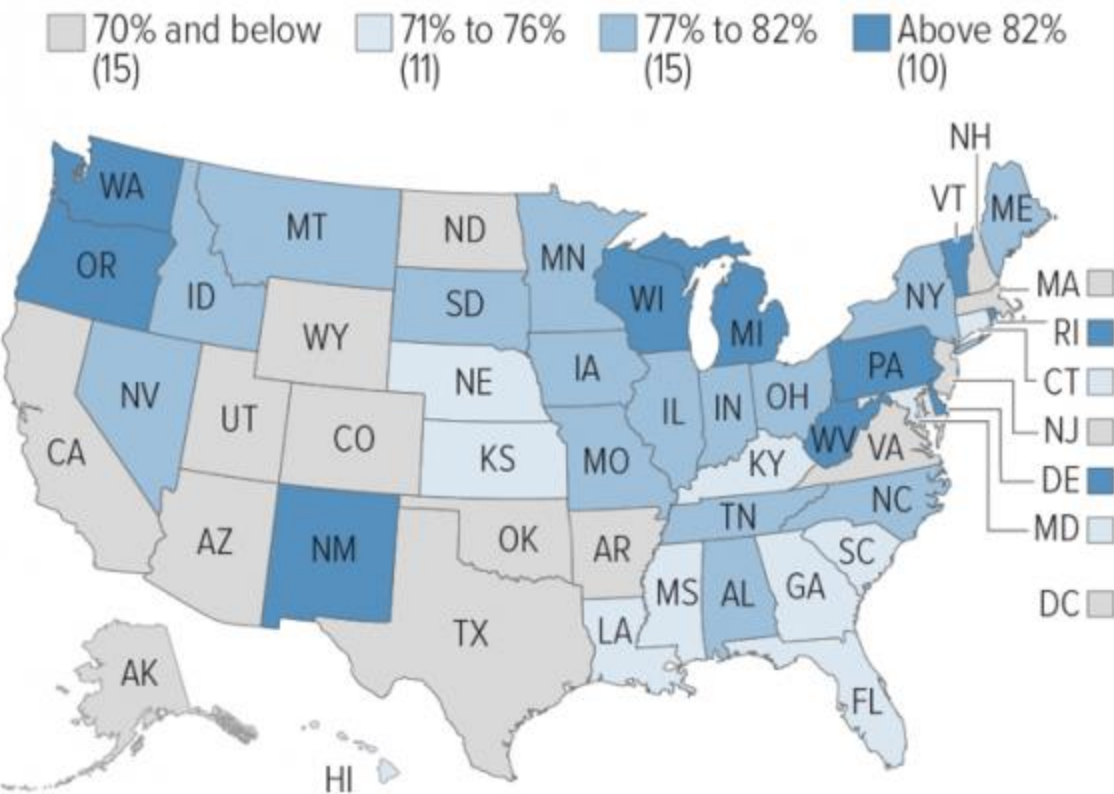 70% and below
(15)
71% to 76%
(11)
77% to 82%
(15)
Above 82%
(10)
NH
VT
WA
ME
MT
ND
OR
MN
MA
ID
SD
WI
NY
WY
MI
RI
IA
PA
NE
CT
NV
IL
IN
OH
UT
CO
NJ
CA
KS
MO
KY
WV
VA
DE
NC
TN
MD
AZ
NM
OK
AR
SC
MS
AL
GA
DC
TX
LA
AK
FL
HI